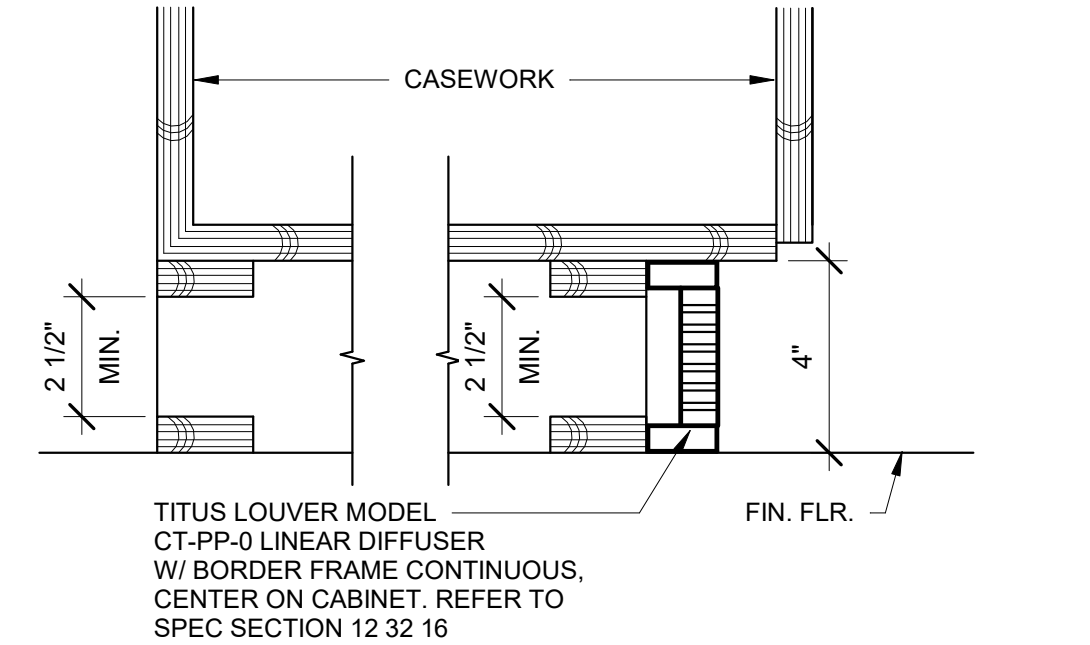 CASEWORK
2 1/2"
MIN.
2 1/2"
MIN.
4"
TITUS LOUVER MODEL
CT-PP-0 LINEAR DIFFUSER
W/ BORDER FRAME CONTINUOUS,
CENTER ON CABINET. REFER TO
SPEC SECTION 12 32 16
FIN. FLR.